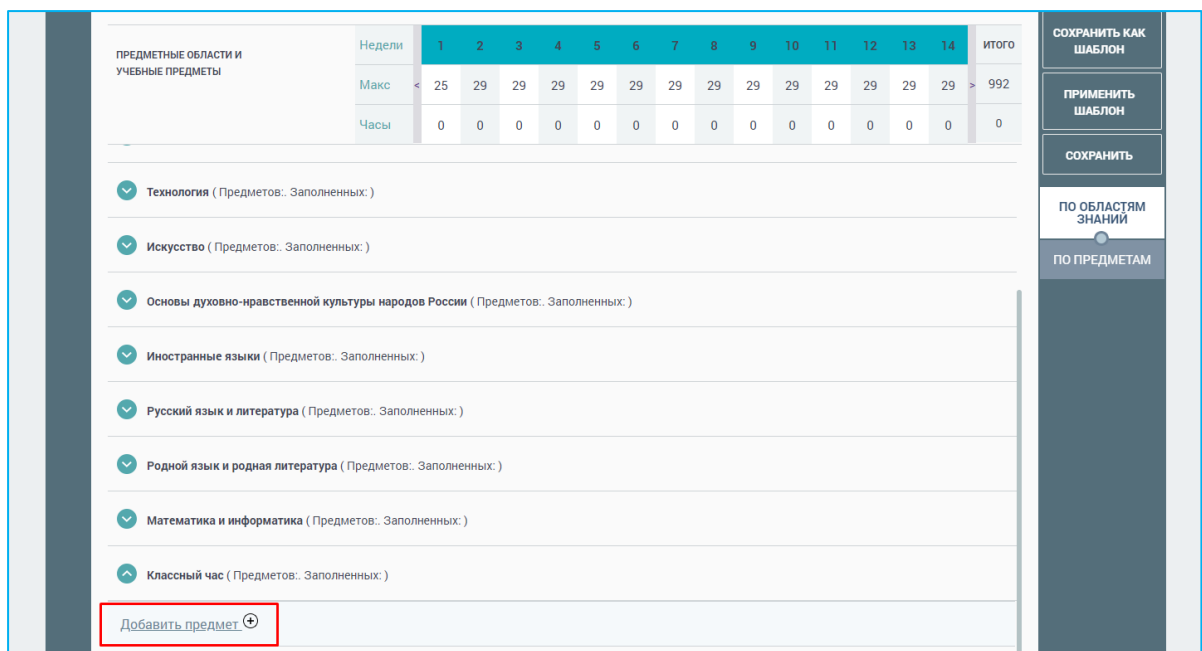 ПРЕДМЕТНЫЕ ОБЛАСТИ И
УЧЕБНЫЕ ПРЕДМЕТЫ
Недели 1 2 3 4 5 6 7 8 9 10 11 12 13 14 ИТОГО
Макс < 25 29 29 29 29 29 29 29 29 29 29 29 29 29 > 992
Часы 0 0 0 0 0 0 0 0 0 0 0 0 0 0 0
Технология ( Предметов:. Заполненных: )
Искусство ( Предметов:. Заполненных: )
Основы духовно-нравственной культуры народов России ( Предметов:. Заполненных: )
Иностранные языки ( Предметов:. Заполненных: )
Русский язык и литература ( Предметов:. Заполненных: )
Родной язык и родная литература ( Предметов:. Заполненных: )
Математика и информатика ( Предметов:. Заполненных: )
Классный час ( Предметов:. Заполненных: )
Добавить предмет
СОХРАНИТЬ КАК
ШАБЛОН
ПРИМЕНИТЬ
ШАБЛОН
СОХРАНИТЬ
ПО ОБЛАСТЯМ
ЗНАНИЙ
ПО ПРЕДМЕТАМ